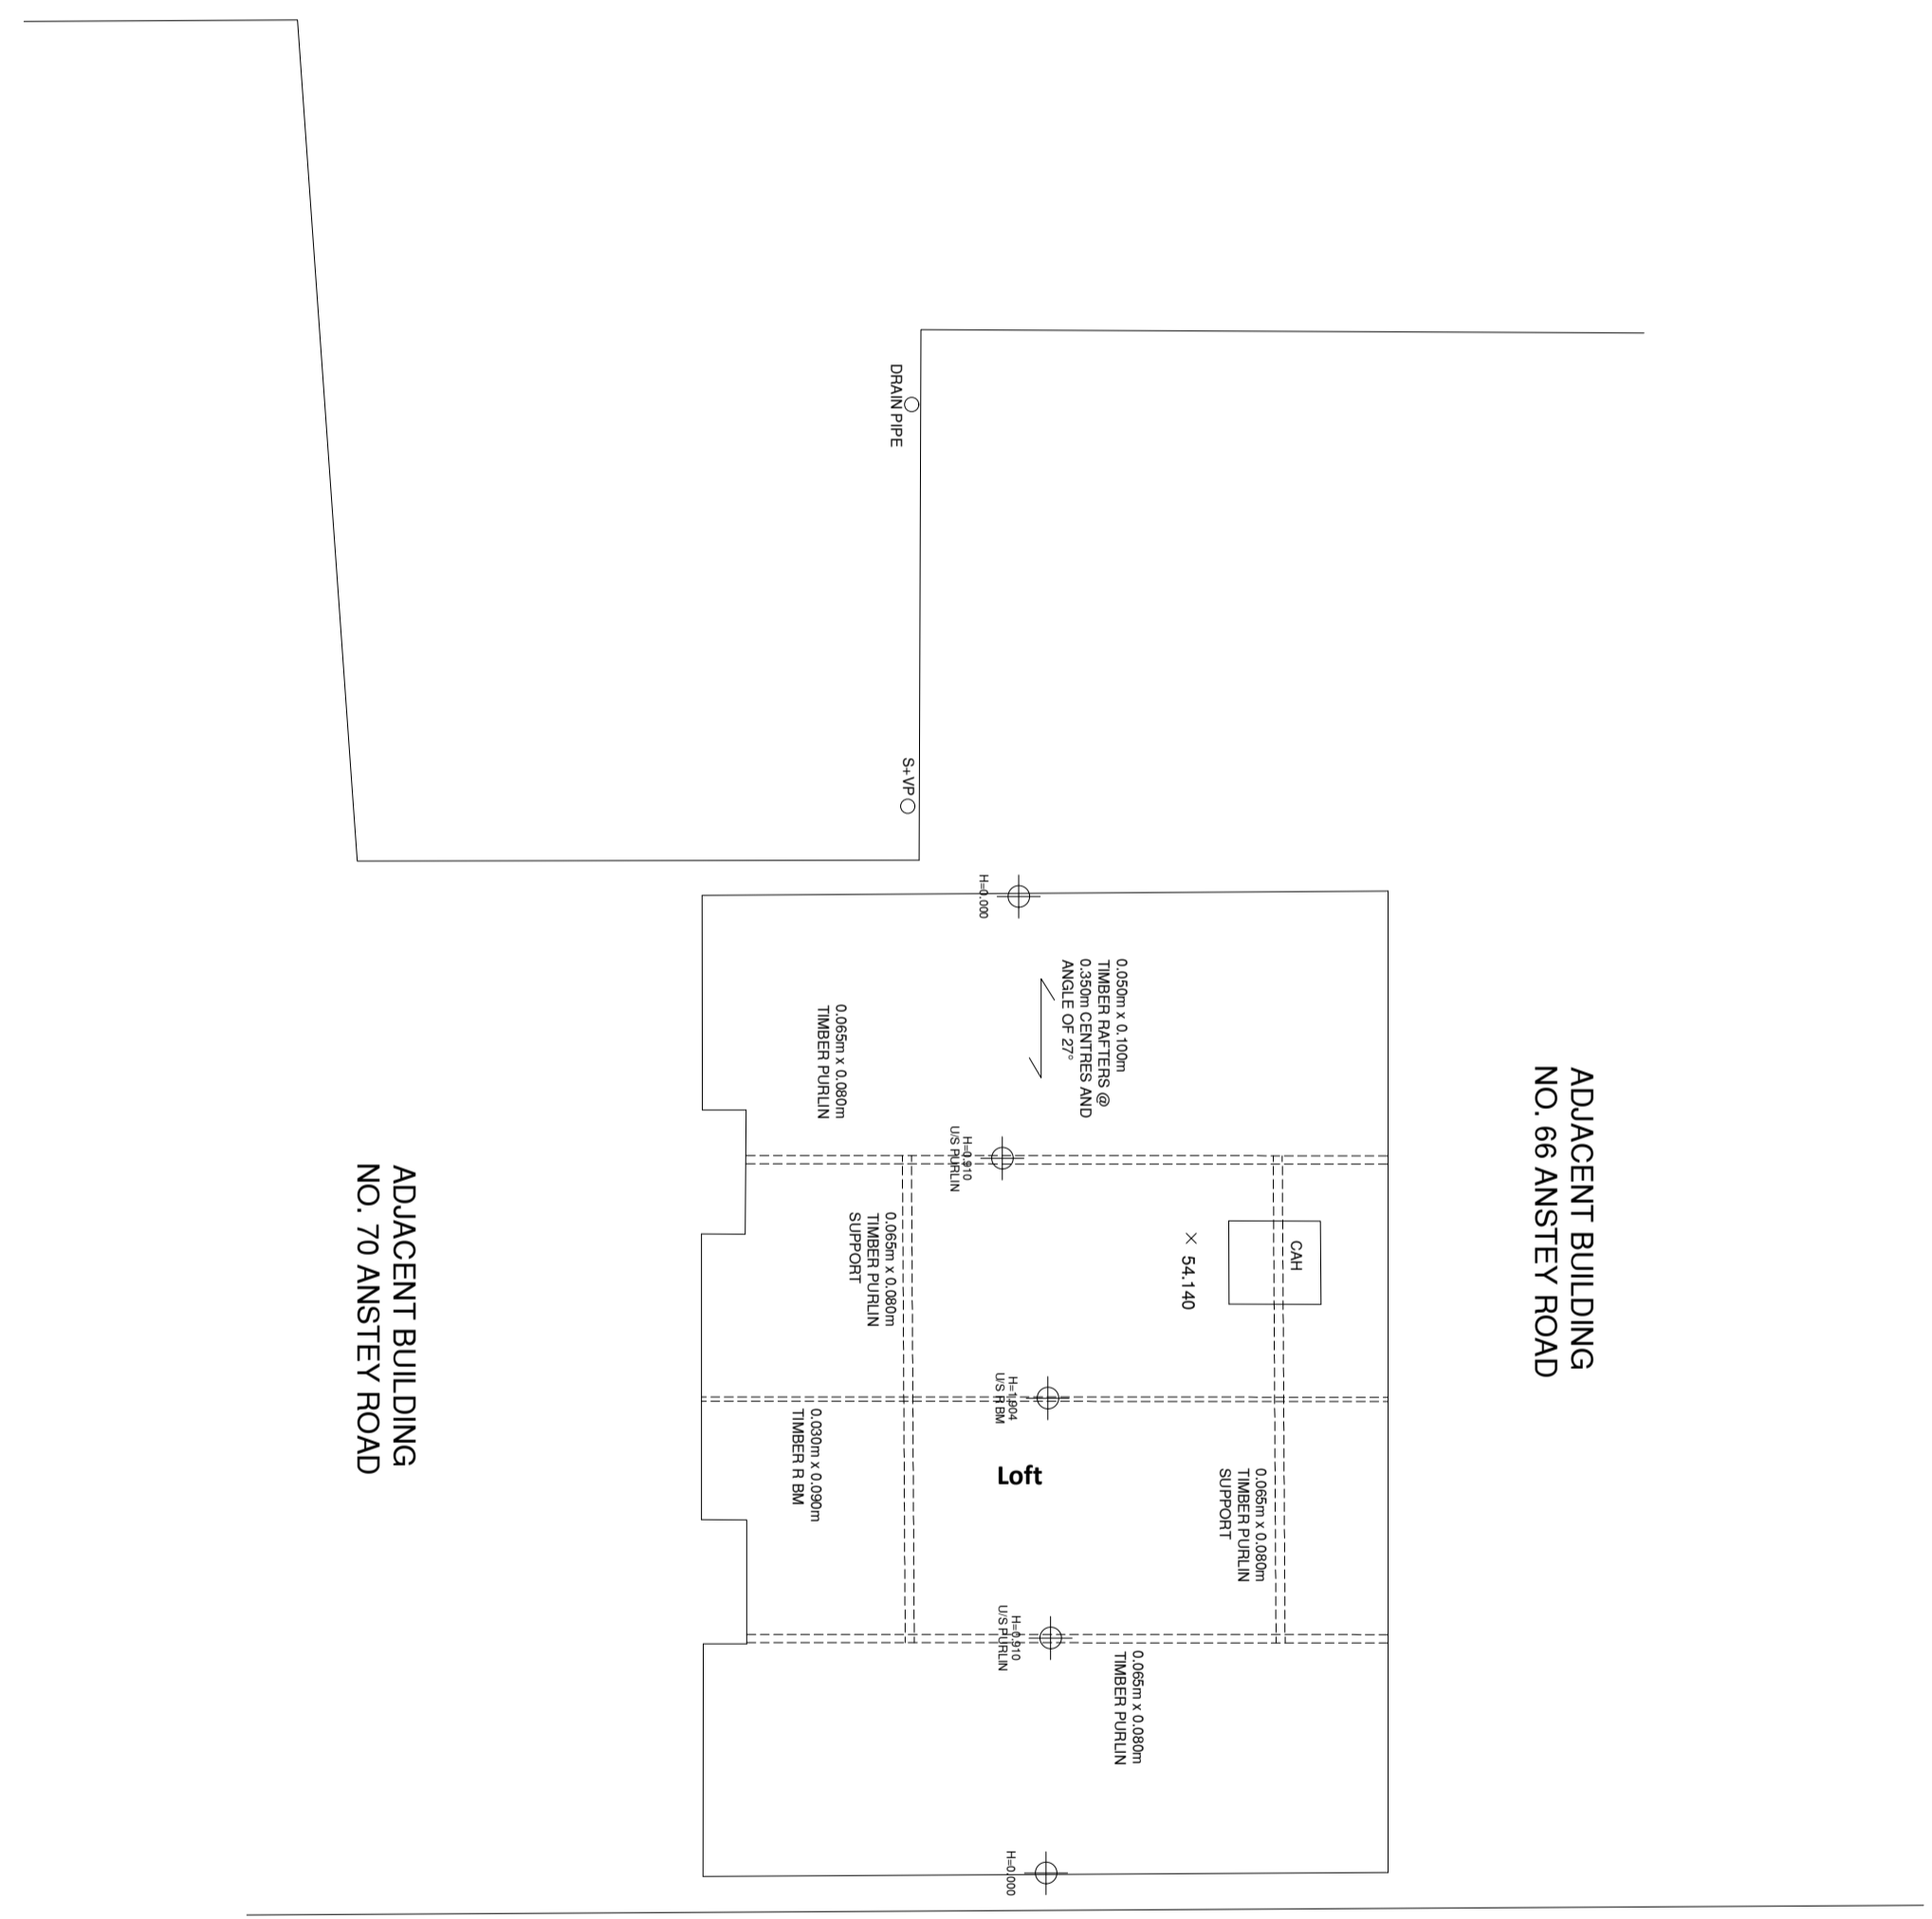 ADJACENT BUILDING
NO. 66 ANSTEY ROAD
DRAIN PIPE
S+VP
H=0.000
0.050m x 0.100m
TIMBER RAFTERS @
0.350m CENTRES AND
ANGLE OF 27°
0.065m x 0.080m
TIMBER PURLIN
H=0.910
U/S PURLIN
CAH
54.140
0.065m x 0.080m
TIMBER PURLIN
SUPPORT
H=1.904
U/S R BM
0.030m x 0.090m
TIMBER R BM
Loft
0.065m x 0.080m
TIMBER PURLIN
SUPPORT
H=0.910
U/S PURLIN
0.065m x 0.080m
TIMBER PURLIN
H=0.000
ADJACENT BUILDING
NO. 70 ANSTEY ROAD